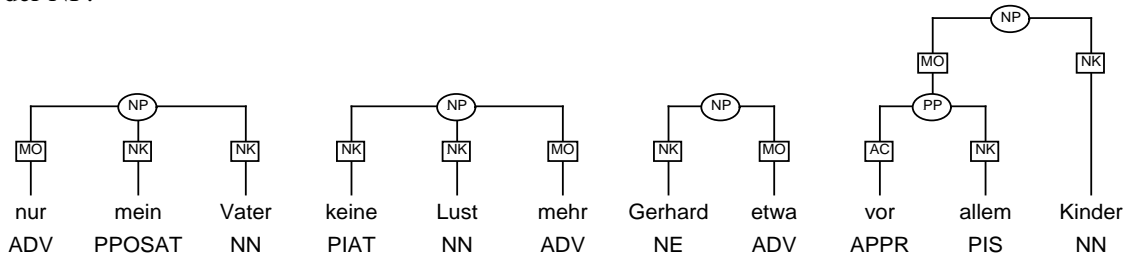 der NP.
NP
MO NK
NP NP NP PP
MO NK NK NK NK MO NK MO AC NK
nur mein Vater keine Lust mehr Gerhard etwa vor allem Kinder
ADV PPOSAT NN PIAT NN ADV NE ADV APPR PIS NN